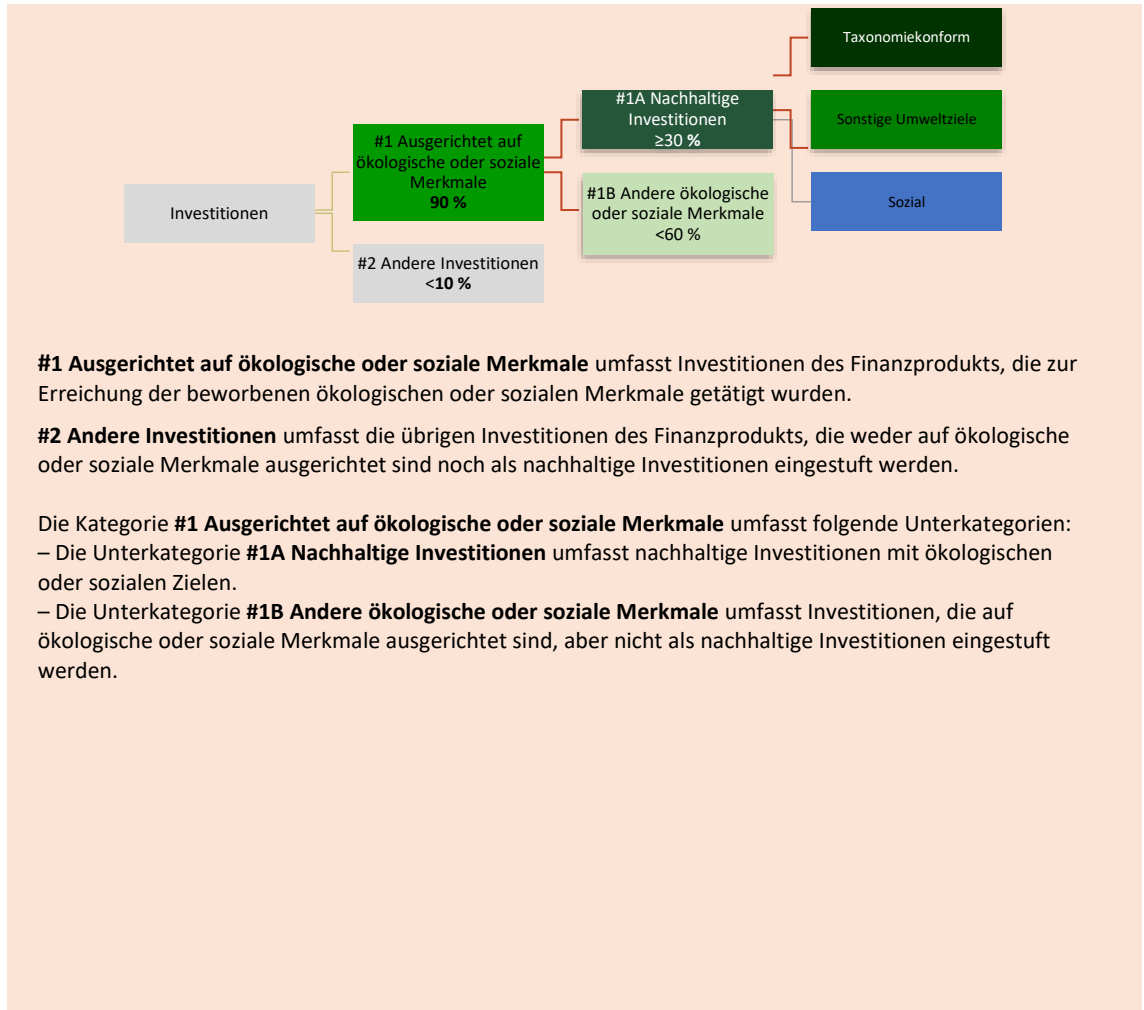 Taxonomiekonform
#1A Nachhaltige
Investitionen
≥30 %
Sonstige Umweltziele
#1 Ausgerichtet auf
ökologische oder soziale
Merkmale
90 %
#1B Andere ökologische
oder soziale Merkmale
<60 %
Sozial
Investitionen
#2 Andere Investitionen
<10 %
#1 Ausgerichtet auf ökologische oder soziale Merkmale umfasst Investitionen des Finanzprodukts, die zur
Erreichung der beworbenen ökologischen oder sozialen Merkmale getätigt wurden.
#2 Andere Investitionen umfasst die übrigen Investitionen des Finanzprodukts, die weder auf ökologische
oder soziale Merkmale ausgerichtet sind noch als nachhaltige Investitionen eingestuft werden.
Die Kategorie #1 Ausgerichtet auf ökologische oder soziale Merkmale umfasst folgende Unterkategorien:
– Die Unterkategorie #1A Nachhaltige Investitionen umfasst nachhaltige Investitionen mit ökologischen
oder sozialen Zielen.
– Die Unterkategorie #1B Andere ökologische oder soziale Merkmale umfasst Investitionen, die auf
ökologische oder soziale Merkmale ausgerichtet sind, aber nicht als nachhaltige Investitionen eingestuft
werden.